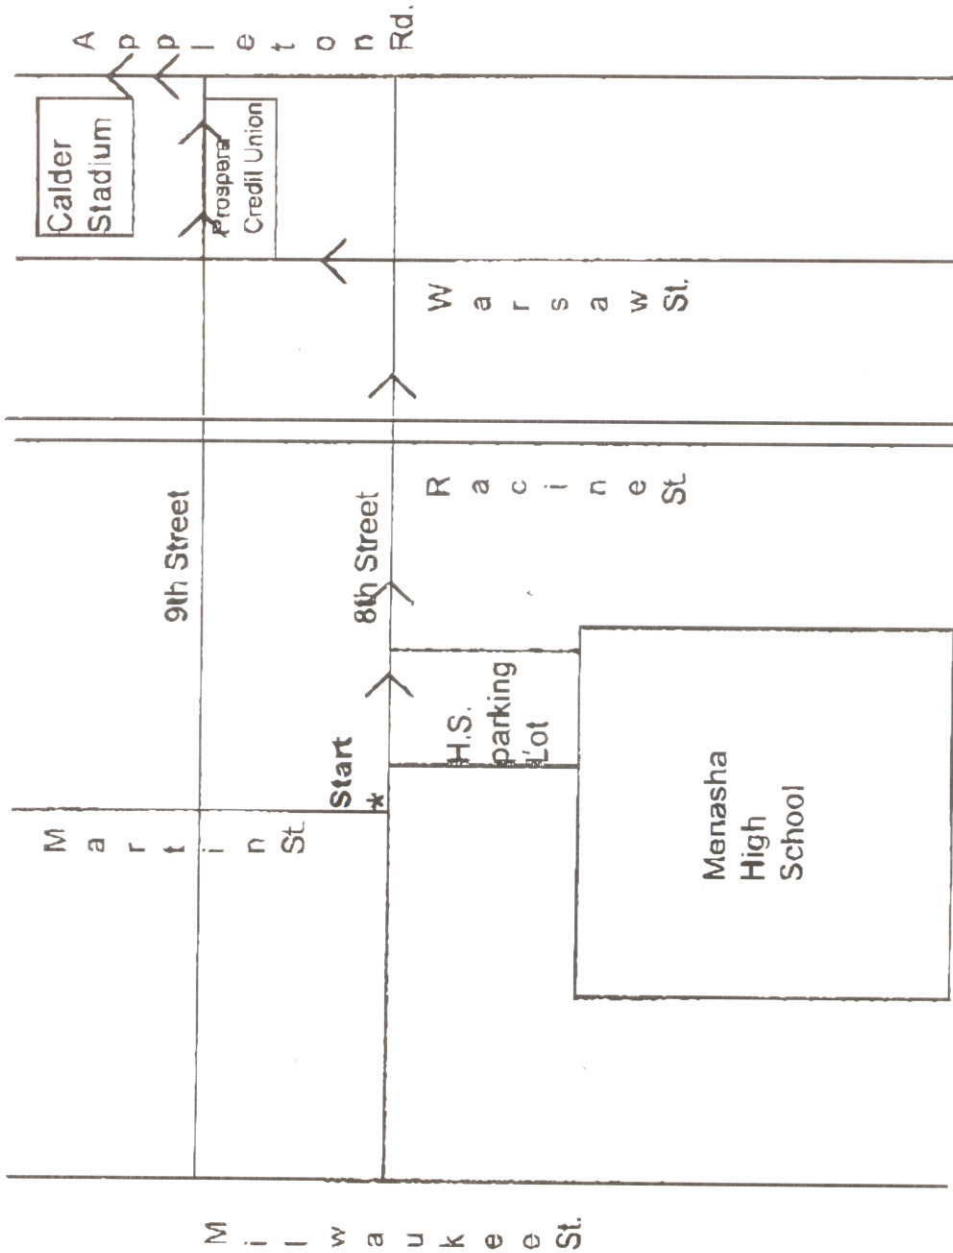 Appleton Rd.
Calder
Stadium
Prospera
Credit Union
Warsaw St.
Racine St.
9th Street
8th Street
Start
*
H.S.
parking
Lot
Martin St.
Menasha
High
School
Milwaukee St.